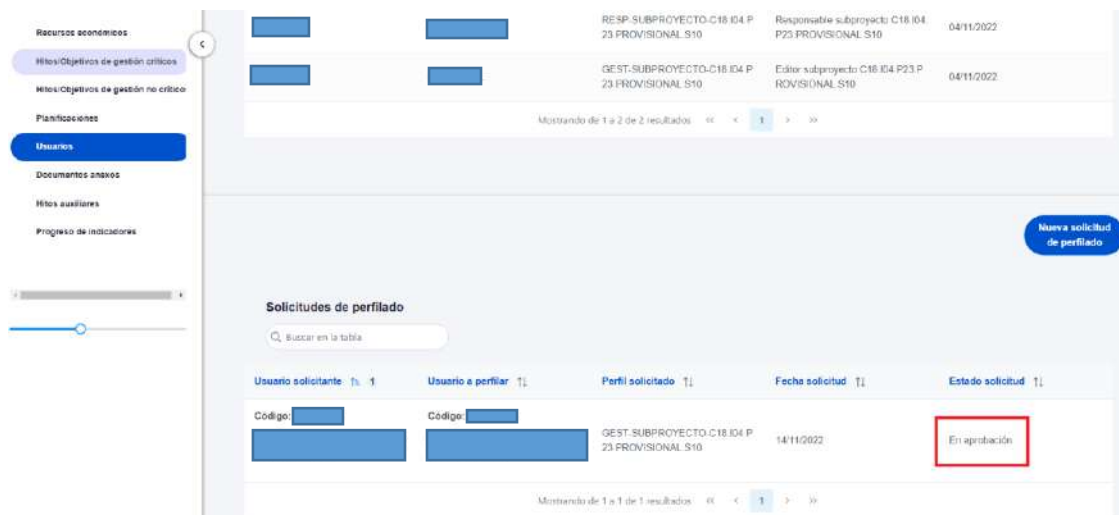 Recursos económicos
Hitos/Objetivos de gestión críticos
Hitos/Objetivos de gestión no crítico
Planificaciones
Usuarios
Documentos anexos
Hitos auxiliares
Progreso de indicadores
RESP-SUBPROYECTO-C18.I04.P
23.PROVISIONAL.S10
Responsable subproyecto C18.I04.
P23.PROVISIONAL.S10
04/11/2022
GEST-SUBPROYECTO-C18.I04.P
23.PROVISIONAL.S10
Editor subproyecto C18.I04.P23.P
ROVISIONAL.S10
04/11/2022
Mostrando de 1 a 2 de 2 resultados << < 1 > >>
Nueva solicitud
de perfilado
Solicitudes de perfilado
Buscar en la tabla
Usuario solicitante 1 Usuario a perfilar Perfil solicitado Fecha solicitud Estado solicitud
Código: Código:
GEST-SUBPROYECTO-C18.I04.P
23.PROVISIONAL.S10
14/11/2022
En aprobación
Mostrando de 1 a 1 de 1 resultados << < 1 > >>